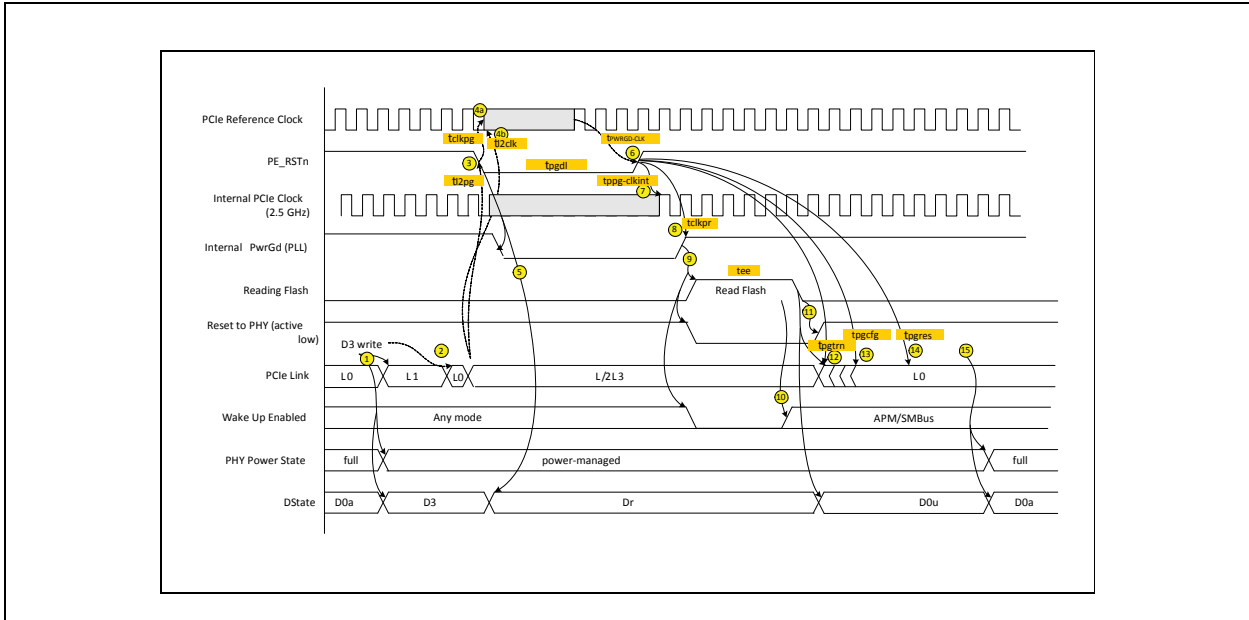 PCIe Reference Clock
4a
4b
tclkpg
tl2clk
tPWRGD-CLK
PE_RSTn
3
6
tpgdl
tl2pg
tppg-clkint
7
Internal PCIe Clock
(2.5 GHz)
tclkpr
8
Internal PwrGd (PLL)
9
5
tee
Reading Flash
Read Flash
11
Reset to PHY (active
low)
tpgcfg
tpgres
tpgtrn
D3 write
1
2
12
13
14
15
PCIe Link
L0
L1
L0
L/2L3
L0
10
Wake Up Enabled
Any mode
APM/SMBus
PHY Power State
full
power-managed
full
DState
D0a
D3
Dr
D0u
D0a